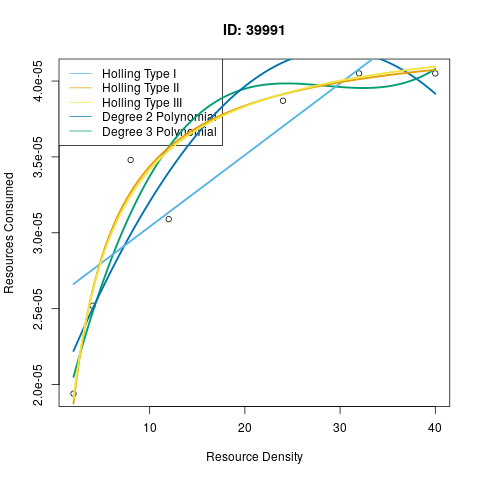 ID: 39991
Holling Type I
Holling Type II
Holling Type III
Degree 2 Polynomial
Degree 3 Polynomial
4.0e-05
3.5e-05
3.0e-05
2.5e-05
2.0e-05
Resources Consumed
10 20 30 40
Resource Density